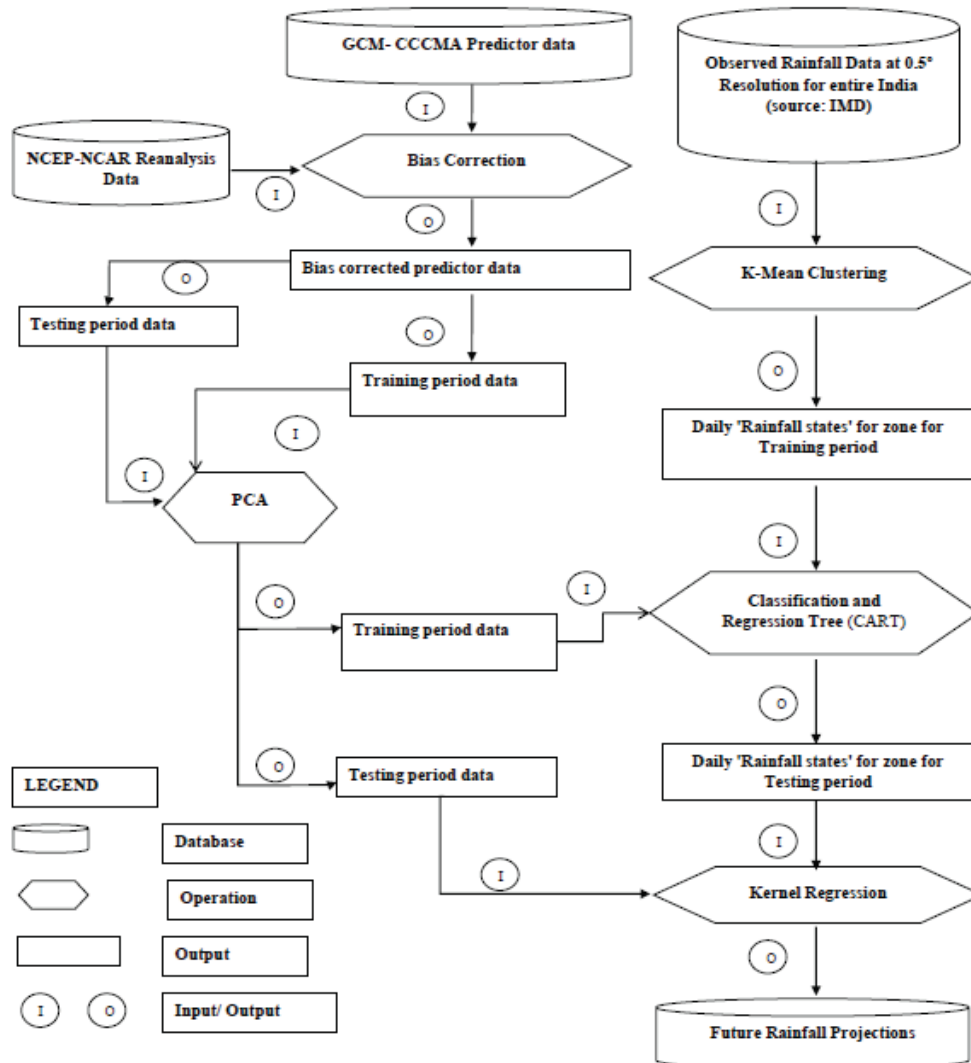 GCM- CCCMA Predictor data
Observed Rainfall Data at 0.5°
Resolution for entire India
(source: IMD)
I
NCEP-NCAR Reanalysis
Data
Bias Correction
I
I
O
Bias corrected predictor data
K-Mean Clustering
O
Testing period data
O
Training period data
O
I
Daily 'Rainfall states' for zone for
Training period
I
PCA
I
I
Classification and
Regression Tree (CART)
O
Training period data
O
O
Testing period data
Daily 'Rainfall states' for zone for
Testing period
I
I
Kernel Regression
O
Future Rainfall Projections
LEGEND
Database
Operation
Output
I
O
Input/ Output